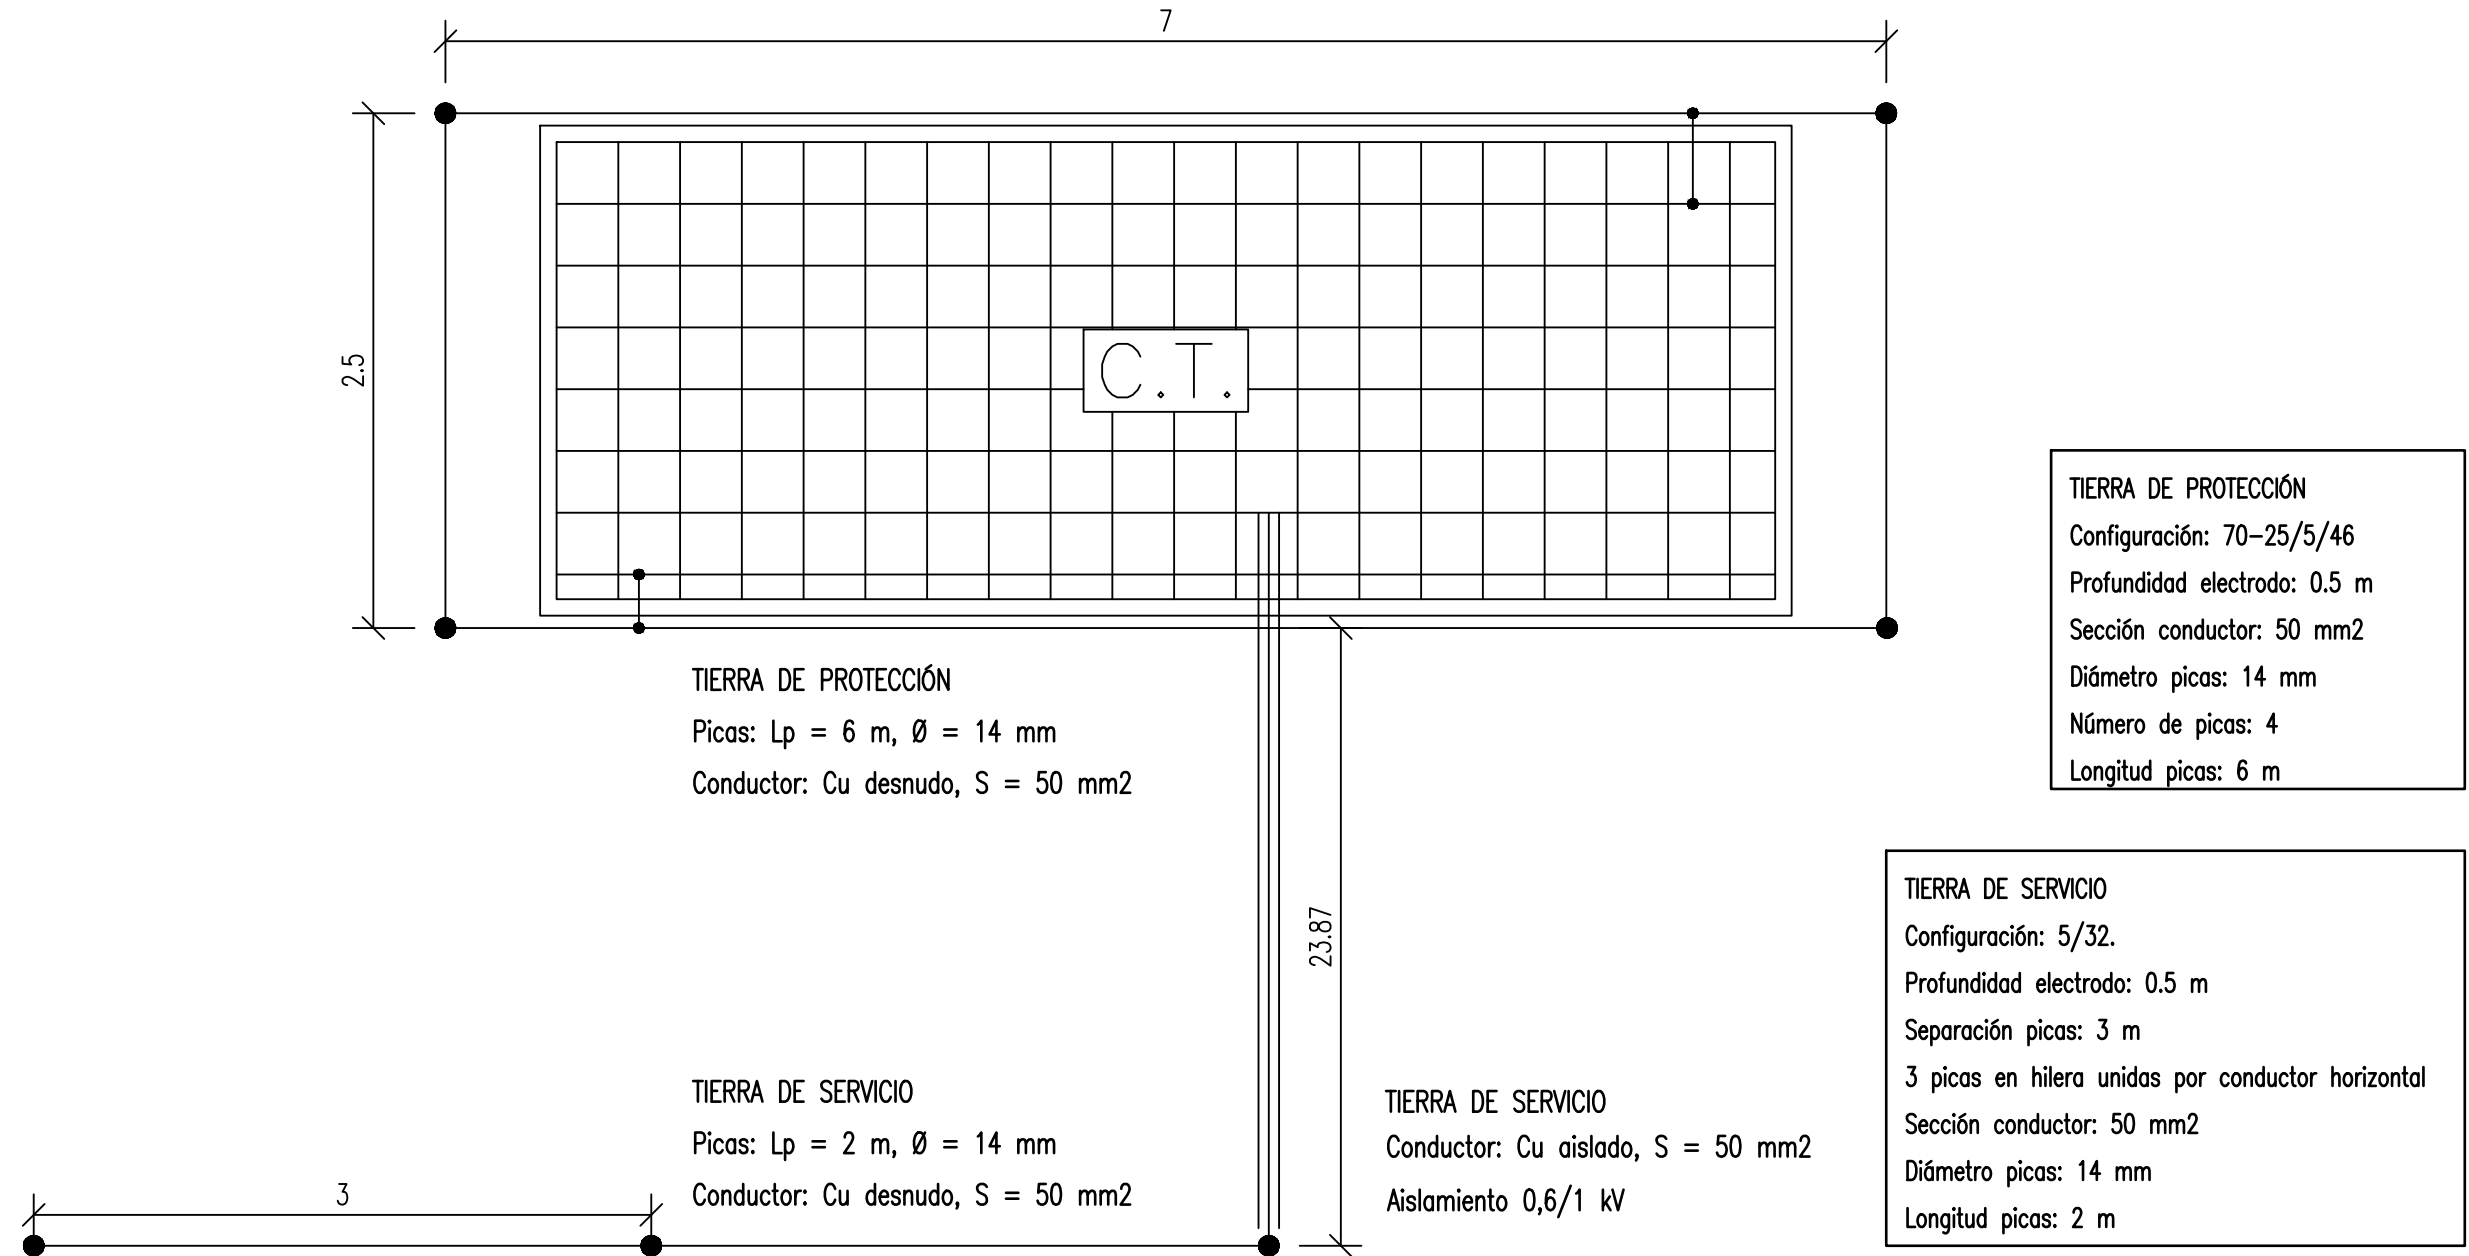 7
2.5
C.T.
TIERRA DE PROTECCIÓN
Picas: Lp = 6 m, Ø = 14 mm
Conductor: Cu desnudo, S = 50 mm2
TIERRA DE PROTECCIÓN
Configuración: 70-25/5/46
Profundidad electrodo: 0.5 m
Sección conductor: 50 mm2
Diámetro picas: 14 mm
Número de picas: 4
Longitud picas: 6 m
23.87
TIERRA DE SERVICIO
Picas: Lp = 2 m, Ø = 14 mm
Conductor: Cu desnudo, S = 50 mm2
3
TIERRA DE SERVICIO
Conductor: Cu aislado, S = 50 mm2
Aislamiento 0,6/1 kV
TIERRA DE SERVICIO
Configuración: 5/32.
Profundidad electrodo: 0.5 m
Separación picas: 3 m
3 picas en hilera unidas por conductor horizontal
Sección conductor: 50 mm2
Diámetro picas: 14 mm
Longitud picas: 2 m